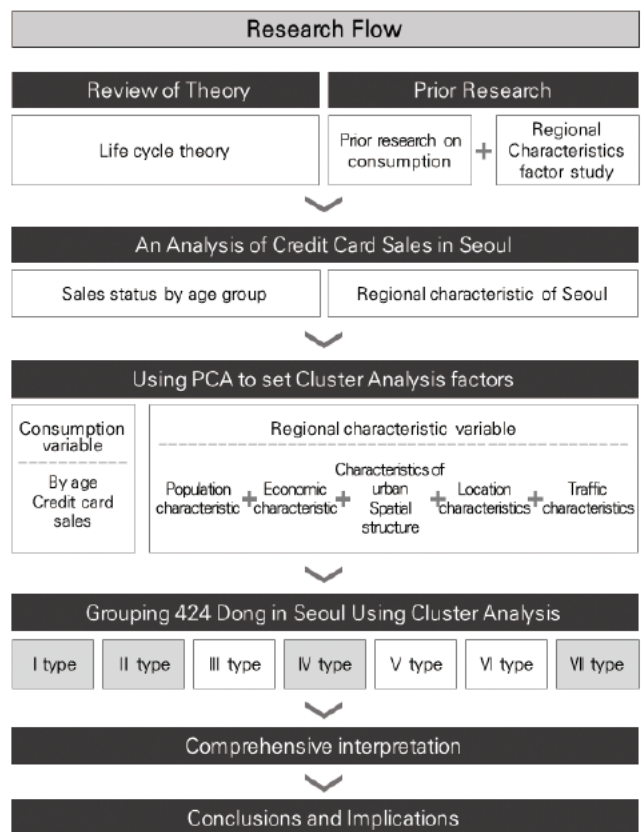 Research Flow
Review of Theory
Prior Research
Life cycle theory
Prior research on
consumption
+
Regional
Characteristics
factor study
An Analysis of Credit Card Sales in Seoul
Sales status by age group
Regional characteristic of Seoul
Using PCA to set Cluster Analysis factors
Consumption
variable
By age
Credit card
sales
Regional characteristic variable
Population
characteristic
+
Economic
characteristic
+
Characteristics of
urban
Spatial
structure
+
Location
characteristics
+
Traffic
characteristics
Grouping 424 Dong in Seoul Using Cluster Analysis
I type
II type
III type
IV type
V type
VI type
VII type
Comprehensive interpretation
Conclusions and Implications